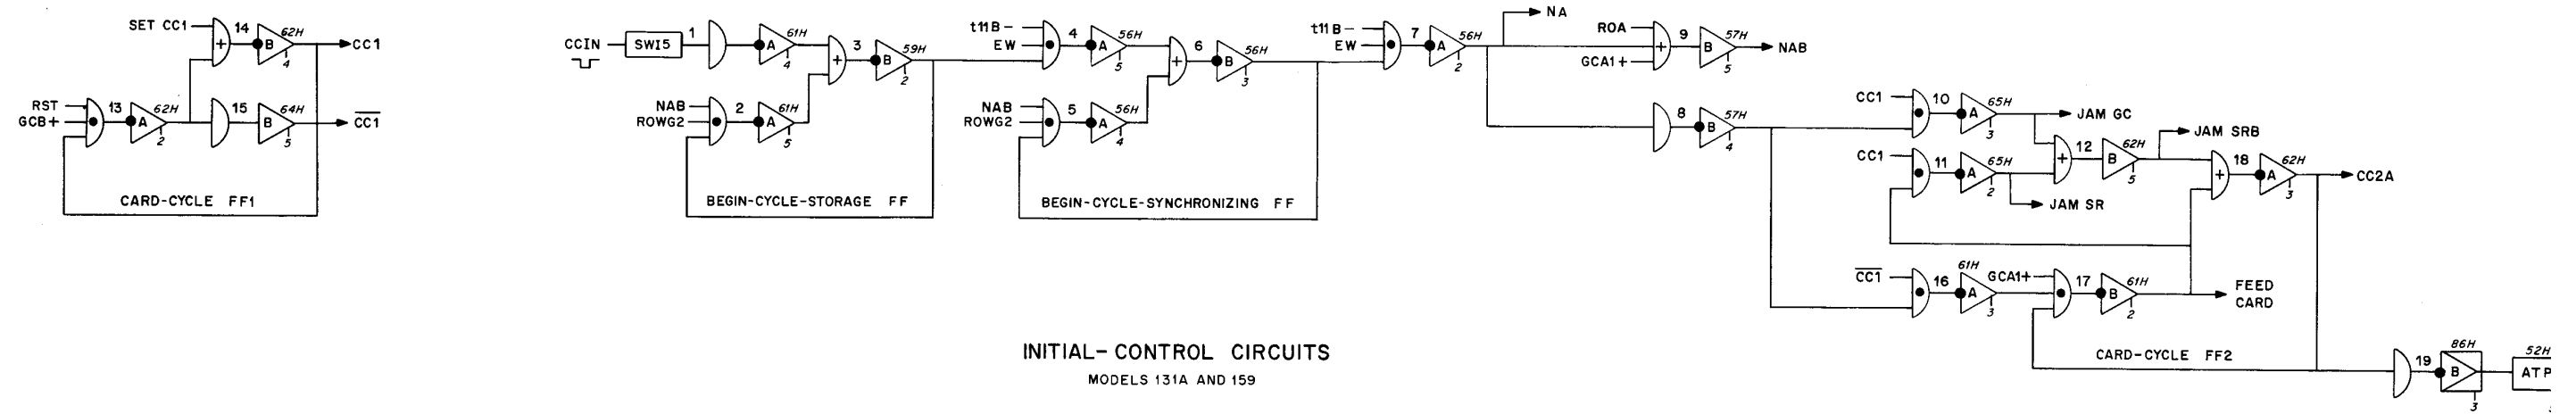 SET CC1
14
+
B
62H
4
CC1
RST
GCB+
13
A
62H
2
15
B
64H
5
CC1
CARD-CYCLE FF1
CCIN
SWI5
1
A
61H
4
3
+
B
59H
2
NAB
ROWG2
2
A
61H
5
BEGIN-CYCLE-STORAGE FF
t11B-
EW
4
A
56H
5
6
+
B
56H
3
NAB
ROWG2
5
A
56H
4
BEGIN-CYCLE-SYNCHRONIZING FF
t11B-
EW
7
A
56H
2
NA
ROA
GCA1+
+
9
B
57H
5
NAB
8
B
57H
4
CC1
10
A
65H
3
JAM GC
CC1
11
A
65H
2
JAM SR
+
12
B
62H
5
JAM SRB
+
18
A
62H
3
CC2A
CC1
16
A
61H
3
GCA1+
17
B
61H
2
FEED
CARD
CARD-CYCLE FF2
19
86H
B
3
52H
ATP
INITIAL-CONTROL CIRCUITS
MODELS 131A AND 159